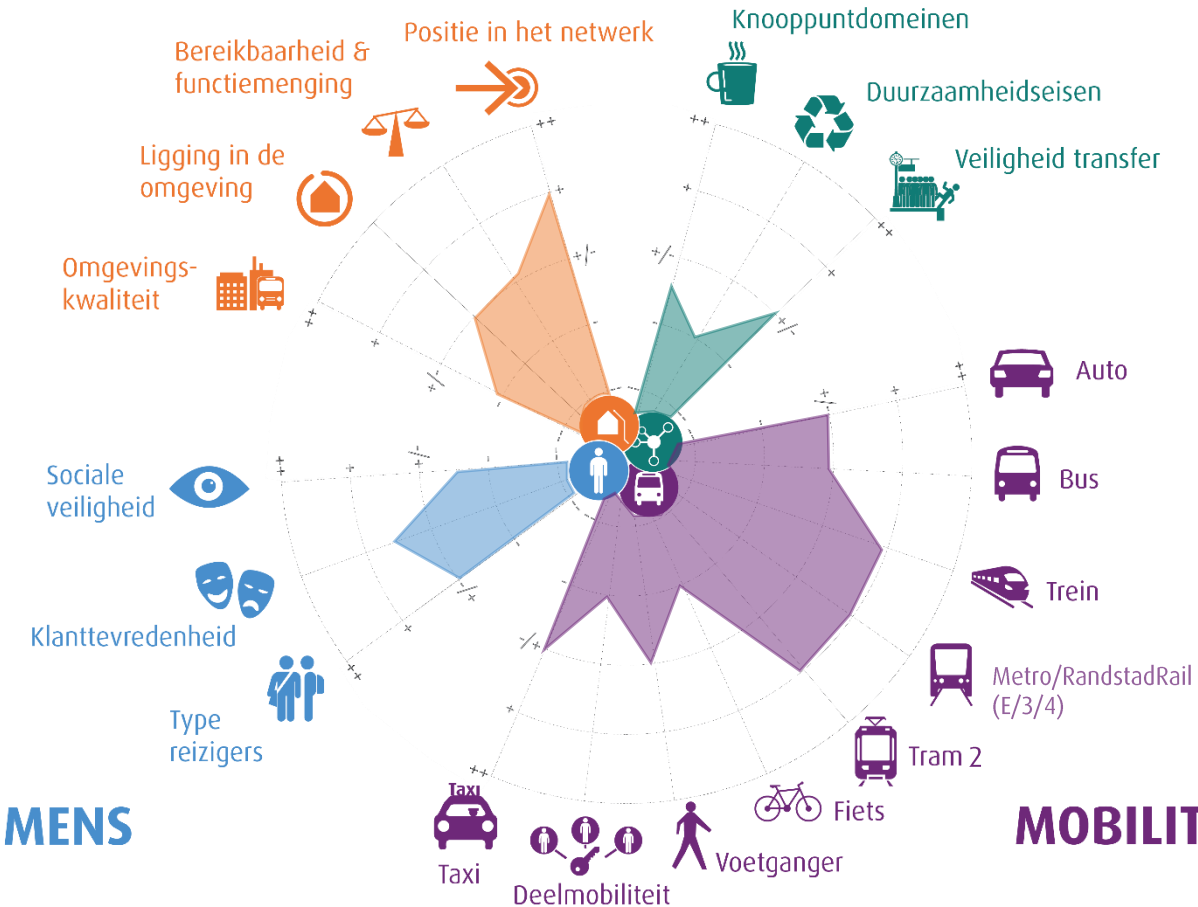 Positie in het netwerk
Knooppuntdomeinen
Bereikbaarheid &
functiemenging
Duurzaamheidseisen
Ligging in de
omgeving
Veiligheid transfer
Omgevings-
kwaliteit
++
++
++
++
+
+
+
+
+/-
+/-
+/-
+/-
-
-
-
Auto
++
+
+/-
-
Sociale
veiligheid
++
+
+/-
-
Bus
Klanttevredenheid
Trein
Type
reizigers
++
+
+/-
-
Metro/RandstadRail
(E/3/4)
Tram 2
++
+
+/-
-
Taxi
Taxi
Deelmobiliteit
Voetganger
Fiets
MENS
MOBILIT